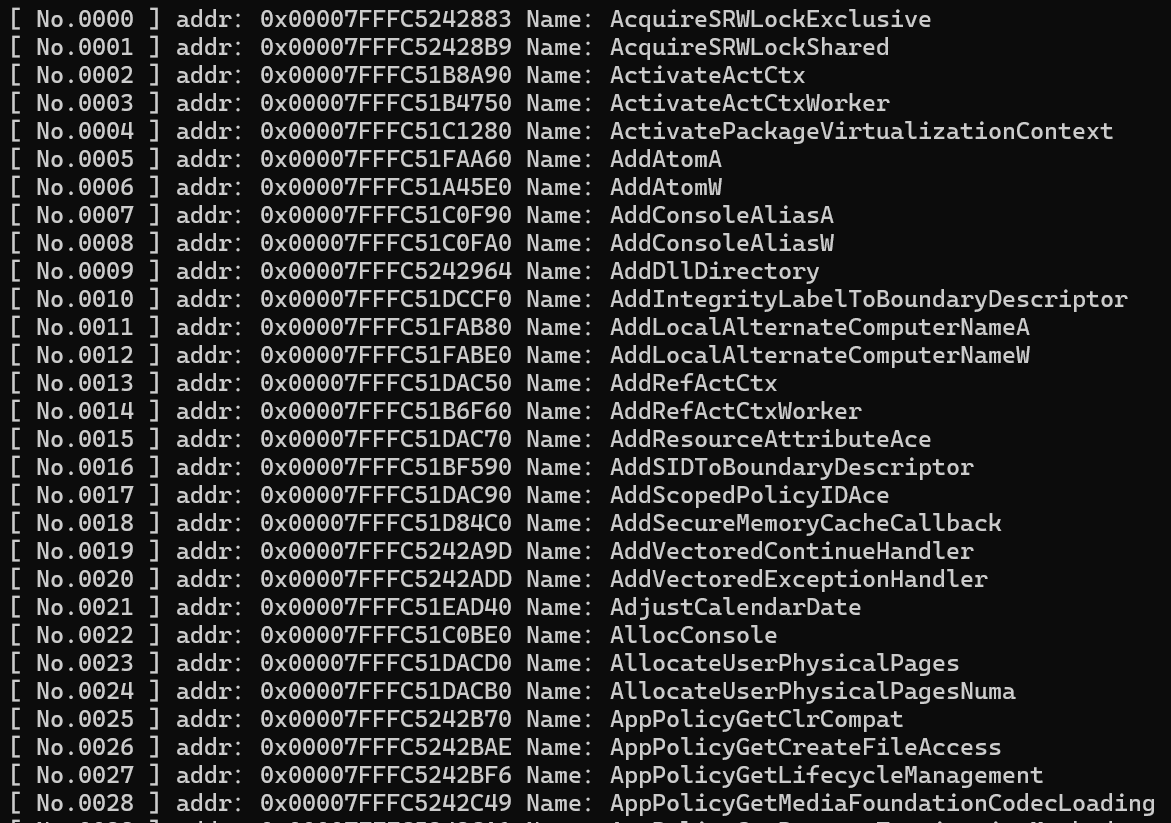 [ No.0000 ] addr: 0x00007FFFC5242883 Name: AcquireSRWLockExclusive
[ No.0001 ] addr: 0x00007FFFC52428B9 Name: AcquireSRWLockShared
[ No.0002 ] addr: 0x00007FFFC51B8A90 Name: ActivateActCtx
[ No.0003 ] addr: 0x00007FFFC51B4750 Name: ActivateActCtxWorker
[ No.0004 ] addr: 0x00007FFFC51C1280 Name: ActivatePackageVirtualizationContext
[ No.0005 ] addr: 0x00007FFFC51FAA60 Name: AddAtomA
[ No.0006 ] addr: 0x00007FFFC51A45E0 Name: AddAtomW
[ No.0007 ] addr: 0x00007FFFC51C0F90 Name: AddConsoleAliasA
[ No.0008 ] addr: 0x00007FFFC51C0FA0 Name: AddConsoleAliasW
[ No.0009 ] addr: 0x00007FFFC5242964 Name: AddDllDirectory
[ No.0010 ] addr: 0x00007FFFC51DCCF0 Name: AddIntegrityLabelToBoundaryDescriptor
[ No.0011 ] addr: 0x00007FFFC51FAB80 Name: AddLocalAlternateComputerNameA
[ No.0012 ] addr: 0x00007FFFC51FABE0 Name: AddLocalAlternateComputerNameW
[ No.0013 ] addr: 0x00007FFFC51DAC50 Name: AddRefActCtx
[ No.0014 ] addr: 0x00007FFFC51B6F60 Name: AddRefActCtxWorker
[ No.0015 ] addr: 0x00007FFFC51DAC70 Name: AddResourceAttributeAce
[ No.0016 ] addr: 0x00007FFFC51BF590 Name: AddSIDToBoundaryDescriptor
[ No.0017 ] addr: 0x00007FFFC51DAC90 Name: AddScopedPolicyIDAce
[ No.0018 ] addr: 0x00007FFFC51D84C0 Name: AddSecureMemoryCacheCallback
[ No.0019 ] addr: 0x00007FFFC5242A9D Name: AddVectoredContinueHandler
[ No.0020 ] addr: 0x00007FFFC5242ADD Name: AddVectoredExceptionHandler
[ No.0021 ] addr: 0x00007FFFC51EAD40 Name: AdjustCalendarDate
[ No.0022 ] addr: 0x00007FFFC51C0BE0 Name: AllocConsole
[ No.0023 ] addr: 0x00007FFFC51DACD0 Name: AllocateUserPhysicalPages
[ No.0024 ] addr: 0x00007FFFC51DACB0 Name: AllocateUserPhysicalPagesNuma
[ No.0025 ] addr: 0x00007FFFC5242B70 Name: AppPolicyGetClrCompat
[ No.0026 ] addr: 0x00007FFFC5242BAE Name: AppPolicyGetCreateFileAccess
[ No.0027 ] addr: 0x00007FFFC5242BF6 Name: AppPolicyGetLifecycleManagement
[ No.0028 ] addr: 0x00007FFFC5242C49 Name: AppPolicyGetMediaFoundationCodecLoading